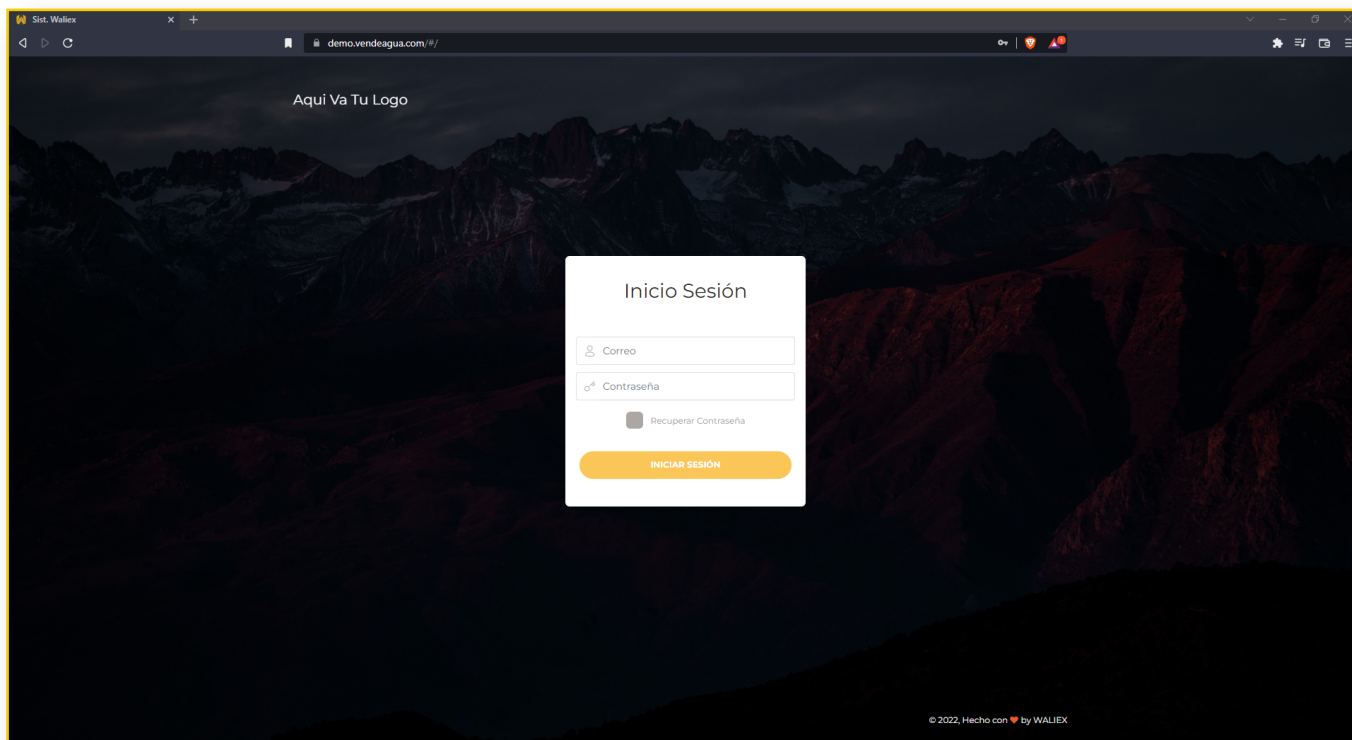 Sist. Waliex
demo.vendeagua.com/#/
Aqui Va Tu Logo
Inicio Sesión
Correo
Contraseña
Recuperar Contraseña
INICIAR SESIÓN
© 2022, Hecho con ❤ by WALIEX